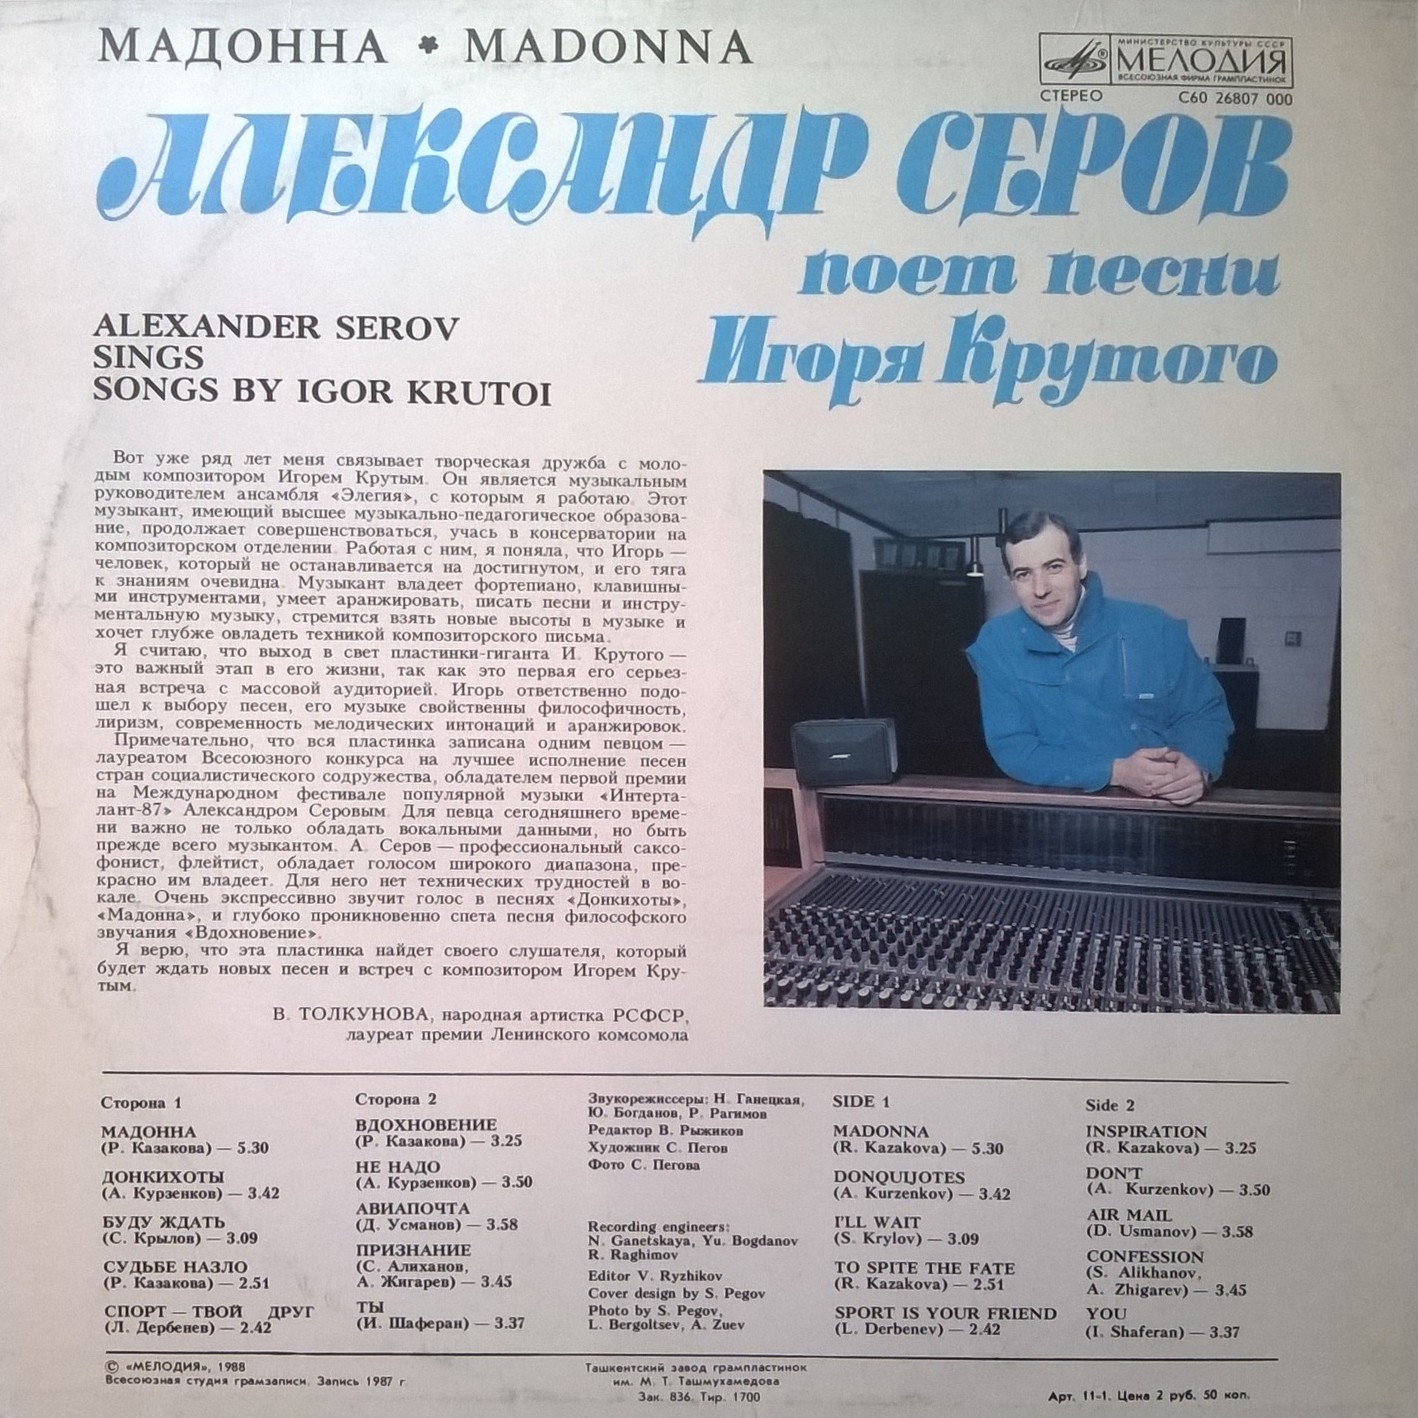 МАДОННА * MADONNA
МИНИСТЕРСТВО КУЛЬТУРЫ СССР
МЕЛОДИЯ
ВСЕСОЮЗНАЯ ФИРМА ГРАМПЛАСТИНОК
СТЕРЕО С60 26807 000
АЛЕКСАНДР СЕРОВ
поет песни
Игоря Крутого
ALEXANDER SEROV
SINGS
SONGS BY IGOR KRUTOI
Вот уже ряд лет меня связывает творческая дружба с моло-
дым композитором Игорем Крутым. Он является музыкальным
руководителем ансамбля «Элегия», с которым я работаю. Этот
музыкант, имеющий высшее музыкально-педагогическое образова-
ние, продолжает совершенствоваться, учась в консерватории на
композиторском отделении. Работая с ним, я поняла, что Игорь —
человек, который не останавливается на достигнутом, и его тяга
к знаниям очевидна. Музыкант владеет фортепиано, клавишны-
ми инструментами, умеет аранжировать, писать песни и инстру-
ментальную музыку, стремится взять новые высоты в музыке и
хочет глубже овладеть техникой композиторского письма.
Я считаю, что выход в свет пластинки-гиганта И. Крутого —
это важный этап в его жизни, так как это первая его серьез-
ная встреча с массовой аудиторией. Игорь ответственно подо-
шел к выбору песен, его музыке свойственны философичность,
лиризм, современность мелодических интонаций и аранжировок.
Примечательно, что вся пластинка записана одним певцом —
лауреатом Всесоюзного конкурса на лучшее исполнение песен
стран социалистического содружества, обладателем первой премии
на Международном фестивале популярной музыки «Интерта-
лант-87» Александром Серовым. Для певца сегодняшнего време-
ни важно не только обладать вокальными данными, но быть
прежде всего музыкантом. А. Серов — профессиональный саксо-
фонист, флейтист, обладает голосом широкого диапазона, пре-
красно им владеет. Для него нет технических трудностей в во-
кале. Очень экспрессивно звучит голос в песнях «Донкихоты»,
«Мадонна», и глубоко проникновенно спета песня философского
звучания «Вдохновение».
Я верю, что эта пластинка найдет своего слушателя, который
будет ждать новых песен и встреч с композитором Игорем Кру-
тым.
В. ТОЛКУНОВА, народная артистка РСФСР,
лауреат премии Ленинского комсомола
BOSE
Сторона 1
МАДОННА
(Р. Казакова) — 5.30
ДОНКИХОТЫ
(А. Курзенков) — 3.42
БУДУ ЖДАТЬ
(С. Крылов) — 3.09
СУДЬБЕ НАЗЛО
(Р. Казакова) — 2.51
СПОРТ — ТВОЙ ДРУГ
(Л. Дербенев) — 2.42
Сторона 2
ВДОХНОВЕНИЕ
(Р. Казакова) — 3.25
НЕ НАДО
(А. Курзенков) — 3.50
АВИАПОЧТА
(Д. Усманов) — 3.58
ПРИЗНАНИЕ
(С. Алиханов,
А. Жигарев) — 3.45
ТЫ
(И. Шаферан) — 3.37
Звукорежиссеры: Н. Ганецкая,
Ю. Богданов, Р. Рагимов
Редактор В. Рыжиков
Художник С. Пегов
Фото С. Пегова
Recording engineers:
N. Ganetskaya, Yu. Bogdanov
R. Raghimov
Editor V. Ryzhikov
Cover design by S. Pegov
Photo by S. Pegov,
L. Bergoltsev, A. Zuev
SIDE 1
MADONNA
(R. Kazakova) — 5.30
DONQUIJOTES
(A. Kurzenkov) — 3.42
I'LL WAIT
(S. Krylov) — 3.09
TO SPITE THE FATE
(R. Kazakova) — 2.51
SPORT IS YOUR FRIEND
(L. Derbenev) — 2.42
Side 2
INSPIRATION
(R. Kazakova) — 3.25
DON'T
(A. Kurzenkov) — 3.50
AIR MAIL
(D. Usmanov) — 3.58
CONFESSION
(S. Alikhanov,
A. Zhigarev) — 3.45
YOU
(I. Shaferan) — 3.37
© «МЕЛОДИЯ», 1988
Всесоюзная студия грамзаписи. Запись 1987 г.
Ташкентский завод грампластинок
им. М. Т. Ташмухамедова
Зак. 836. Тир. 1700
Арт. 11-1. Цена 2 руб. 50 коп.